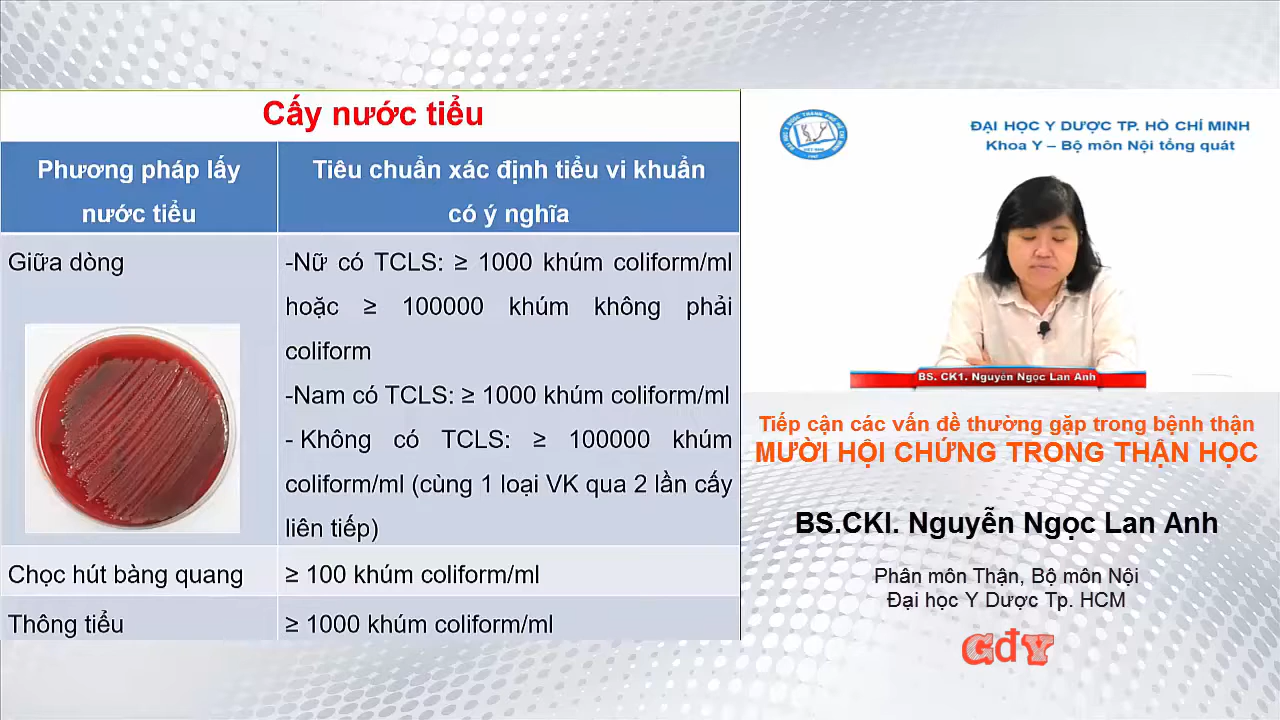 Cấy nước tiểu
Phương pháp lấy
nước tiểu
Tiêu chuẩn xác định tiểu vi khuẩn
có ý nghĩa
Giữa dòng
-Nữ có TCLS: ≥ 1000 khúm coliform/ml
hoặc ≥ 100000 khúm không phải
coliform
-Nam có TCLS: ≥ 1000 khúm coliform/ml
- Không có TCLS: ≥ 100000 khúm
coliform/ml (cùng 1 loại VK qua 2 lần cấy
liên tiếp)
Chọc hút bàng quang
≥ 100 khúm coliform/ml
Thông tiểu
≥ 1000 khúm coliform/ml
ĐẠI HỌC Y DƯỢC TP. HỒ CHÍ MINH
Khoa Y – Bộ môn Nội tổng quát
BS. CK1. Nguyễn Ngọc Lan Anh
Tiếp cận các vấn đề thường gặp trong bệnh thận
MƯỜI HỘI CHỨNG TRONG THẬN HỌC
BS.CKI. Nguyễn Ngọc Lan Anh
Phân môn Thận, Bộ môn Nội
Đại học Y Dược Tp. HCM
GđY